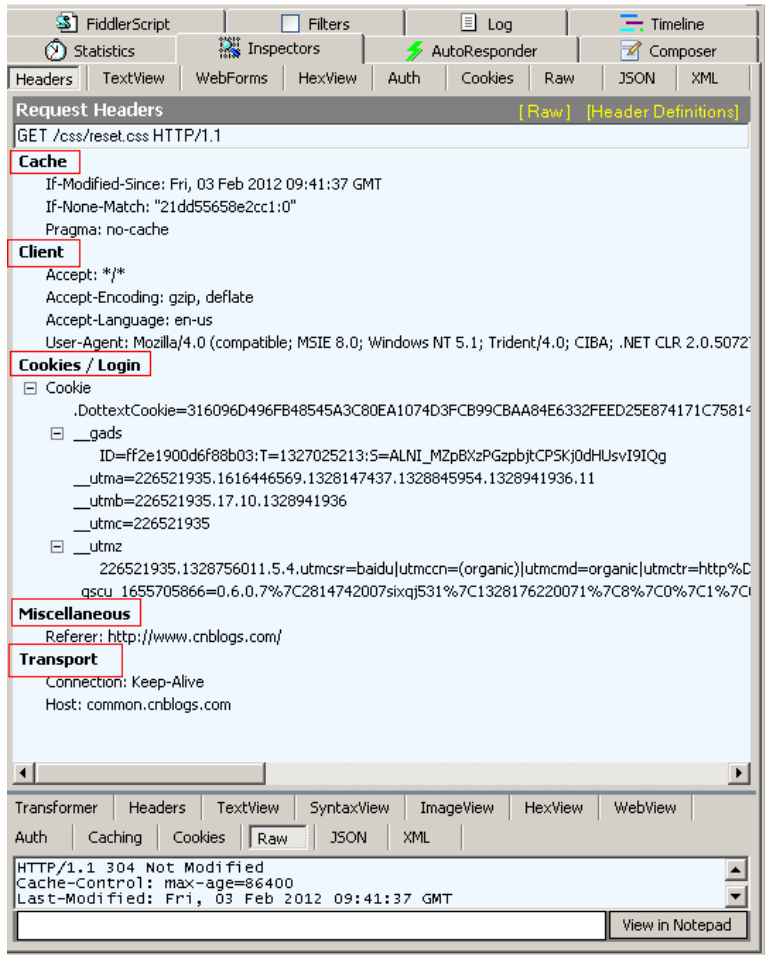 FiddlerScript Filters Log Timeline
Statistics Inspectors AutoResponder Composer
Headers TextView WebForms HexView Auth Cookies Raw JSON XML
Request Headers [ Raw ] [Header Definitions]
GET /css/reset.css HTTP/1.1
Cache
If-Modified-Since: Fri, 03 Feb 2012 09:41:37 GMT
If-None-Match: "21dd55658e2cc1:0"
Pragma: no-cache
Client
Accept: */*
Accept-Encoding: gzip, deflate
Accept-Language: en-us
User-Agent: Mozilla/4.0 (compatible; MSIE 8.0; Windows NT 5.1; Trident/4.0; CIBA; .NET CLR 2.0.5072
Cookies / Login
Cookie
.DottextCookie=316096D496FB48545A3C80EA1074D3FCB99CBAA84E6332FEED25E874171C75814
__gads
ID=ff2e1900d6f88b03:T=1327025213:S=ALNI_MZpBXzPGzpbjtCPSKj0dHUsvI9IQg
__utma=226521935.1616446569.1328147437.1328845954.1328941936.11
__utmb=226521935.17.10.1328941936
__utmc=226521935
__utmz
226521935.1328756011.5.4.utmcsr=baidu|utmccn=(organic)|utmcmd=organic|utmctr=http%D
_gscu_1655705866=0.6.0.7%7C2814742007sixqj531%7C1328176220071%7C8%7C0%7C1%7C
Miscellaneous
Referer: http://www.cnblogs.com/
Transport
Connection: Keep-Alive
Host: common.cnblogs.com
Transformer Headers TextView SyntaxView ImageView HexView WebView
Auth Caching Cookies Raw JSON XML
HTTP/1.1 304 Not Modified
Cache-Control: max-age=86400
Last-Modified: Fri, 03 Feb 2012 09:41:37 GMT
View in Notepad